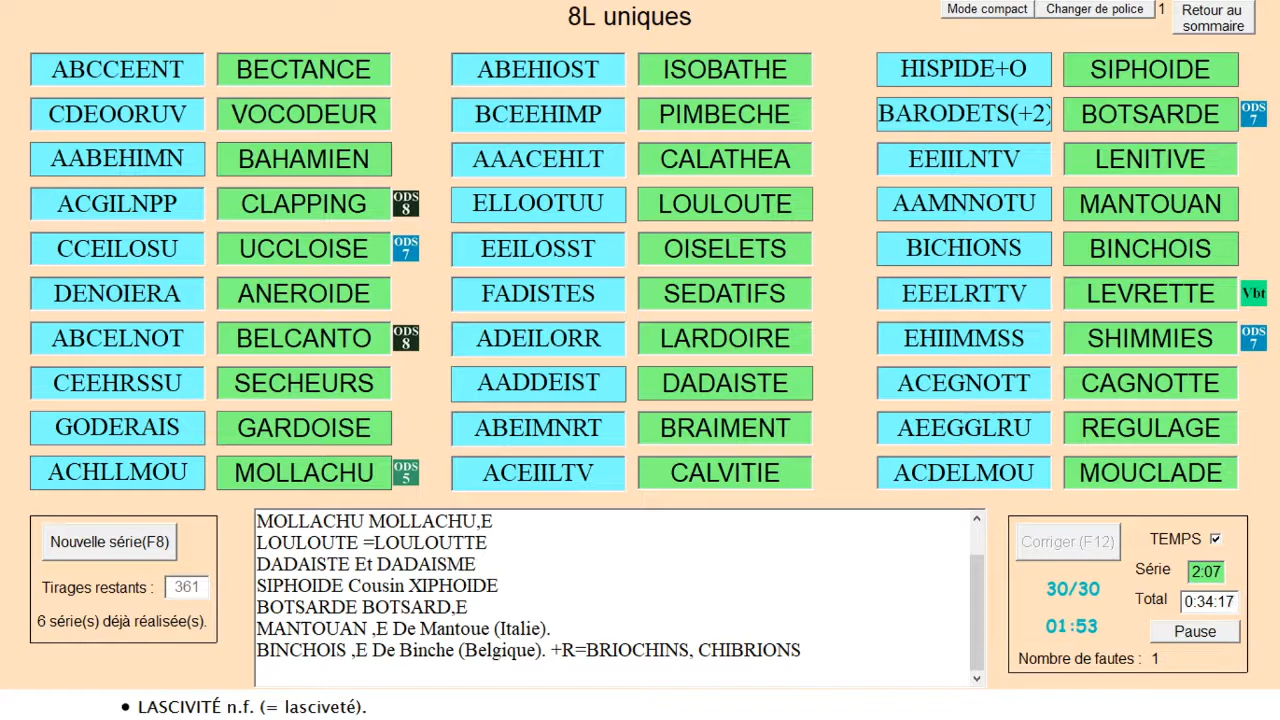 8L uniques
Mode compact
Changer de police
1
Retour au
sommaire
ABCCEENT BECTANCE ABEHIOST ISOBATHE HISPIDE+O SIPHOIDE
CDEOORUV VOCODEUR BCEEHIMP PIMBECHE BARODETS(+2) BOTSARDE ODS 7
AABEHIMN BAHAMIEN AAACEHLT CALATHEA EEIILNTV LENITIVE
ACGILNPP CLAPPING ODS 8 ELLOOTUU LOULOUTE AAMNNOTU MANTOUAN
CCEILOSU UCCLOISE ODS 7 EEILOSST OISELETS BICHIONS BINCHOIS
DENOIERA ANEROIDE FADISTES SEDATIFS EEELRTTV LEVRETTE Vbt
ABCELNOT BELCANTO ODS 8 ADEILORR LARDOIRE EHIIMMSS SHIMMIES ODS 7
CEEHRSSU SECHEURS AADDEIST DADAISTE ACEGNOTT CAGNOTTE
GODERAIS GARDOISE ABEIMNRT BRAIMENT AEEGGLRU REGULAGE
ACHLLMOU MOLLACHU ODS 5 ACEIILTV CALVITIE ACDELMOU MOUCLADE
Nouvelle série(F8)
Tirages restants : 361
6 série(s) déjà réalisée(s).
MOLLACHU MOLLACHU,E
LOULOUTE =LOULOUTTE
DADAISTE Et DADAISME
SIPHOIDE Cousin XIPHOIDE
BOTSARDE BOTSARD,E
MANTOUAN ,E De Mantoue (Italie).
BINCHOIS ,E De Binche (Belgique). +R=BRIOCHINS, CHIBRIONS
Corriger (F12) TEMPS
Série 2:07
30/30
Total 0:34:17
01:53
Pause
Nombre de fautes : 1
• LASCIVITÉ n.f. (= lasciveté).